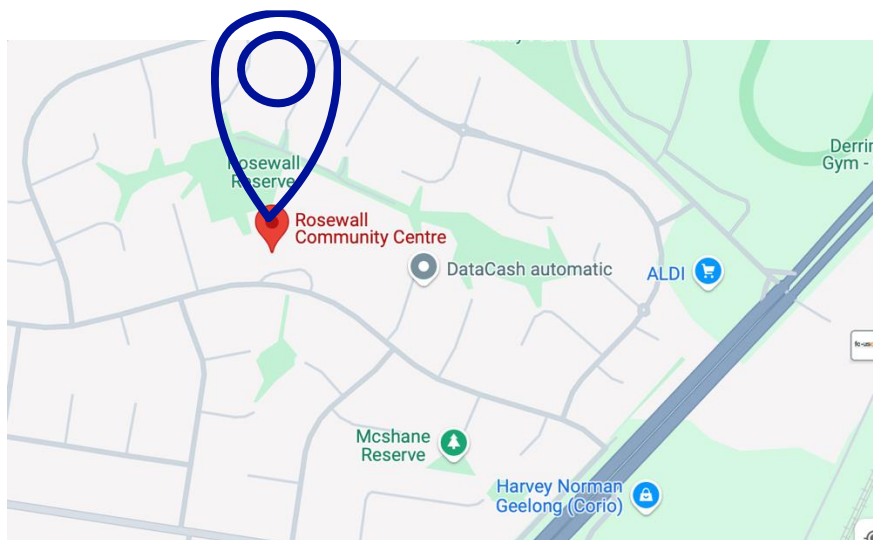 Rosewall
Reserve
Rosewall
Community Centre
DataCash automatic
ALDI
Derrin
Gym -
Mcshane
Reserve
Harvey Norman
Geelong (Corio)